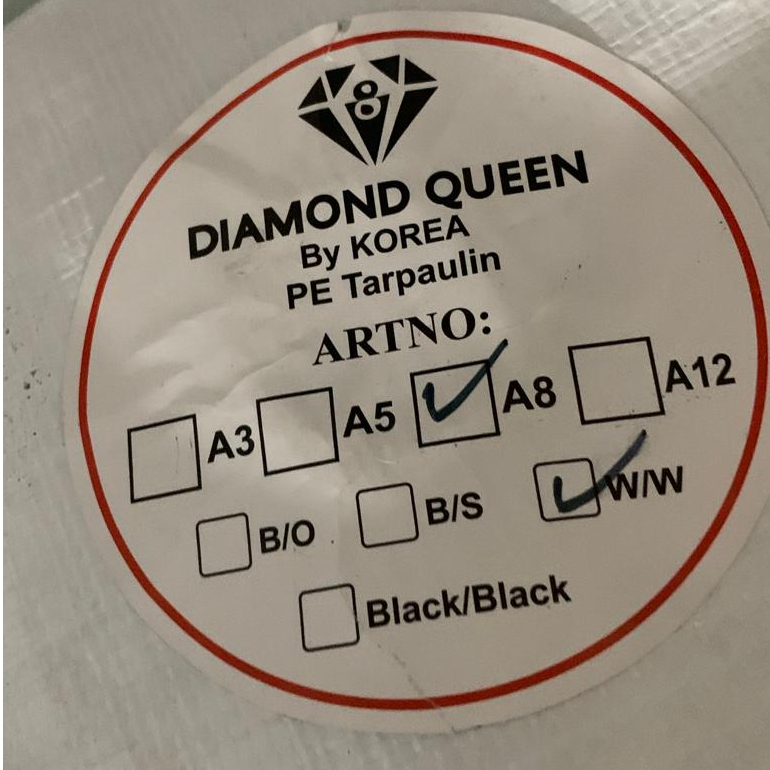 8
DIAMOND QUEEN
By KOREA
PE Tarpaulin
ARTNO:
A3 A5 A8 A12
B/O B/S W/W
Black/Black